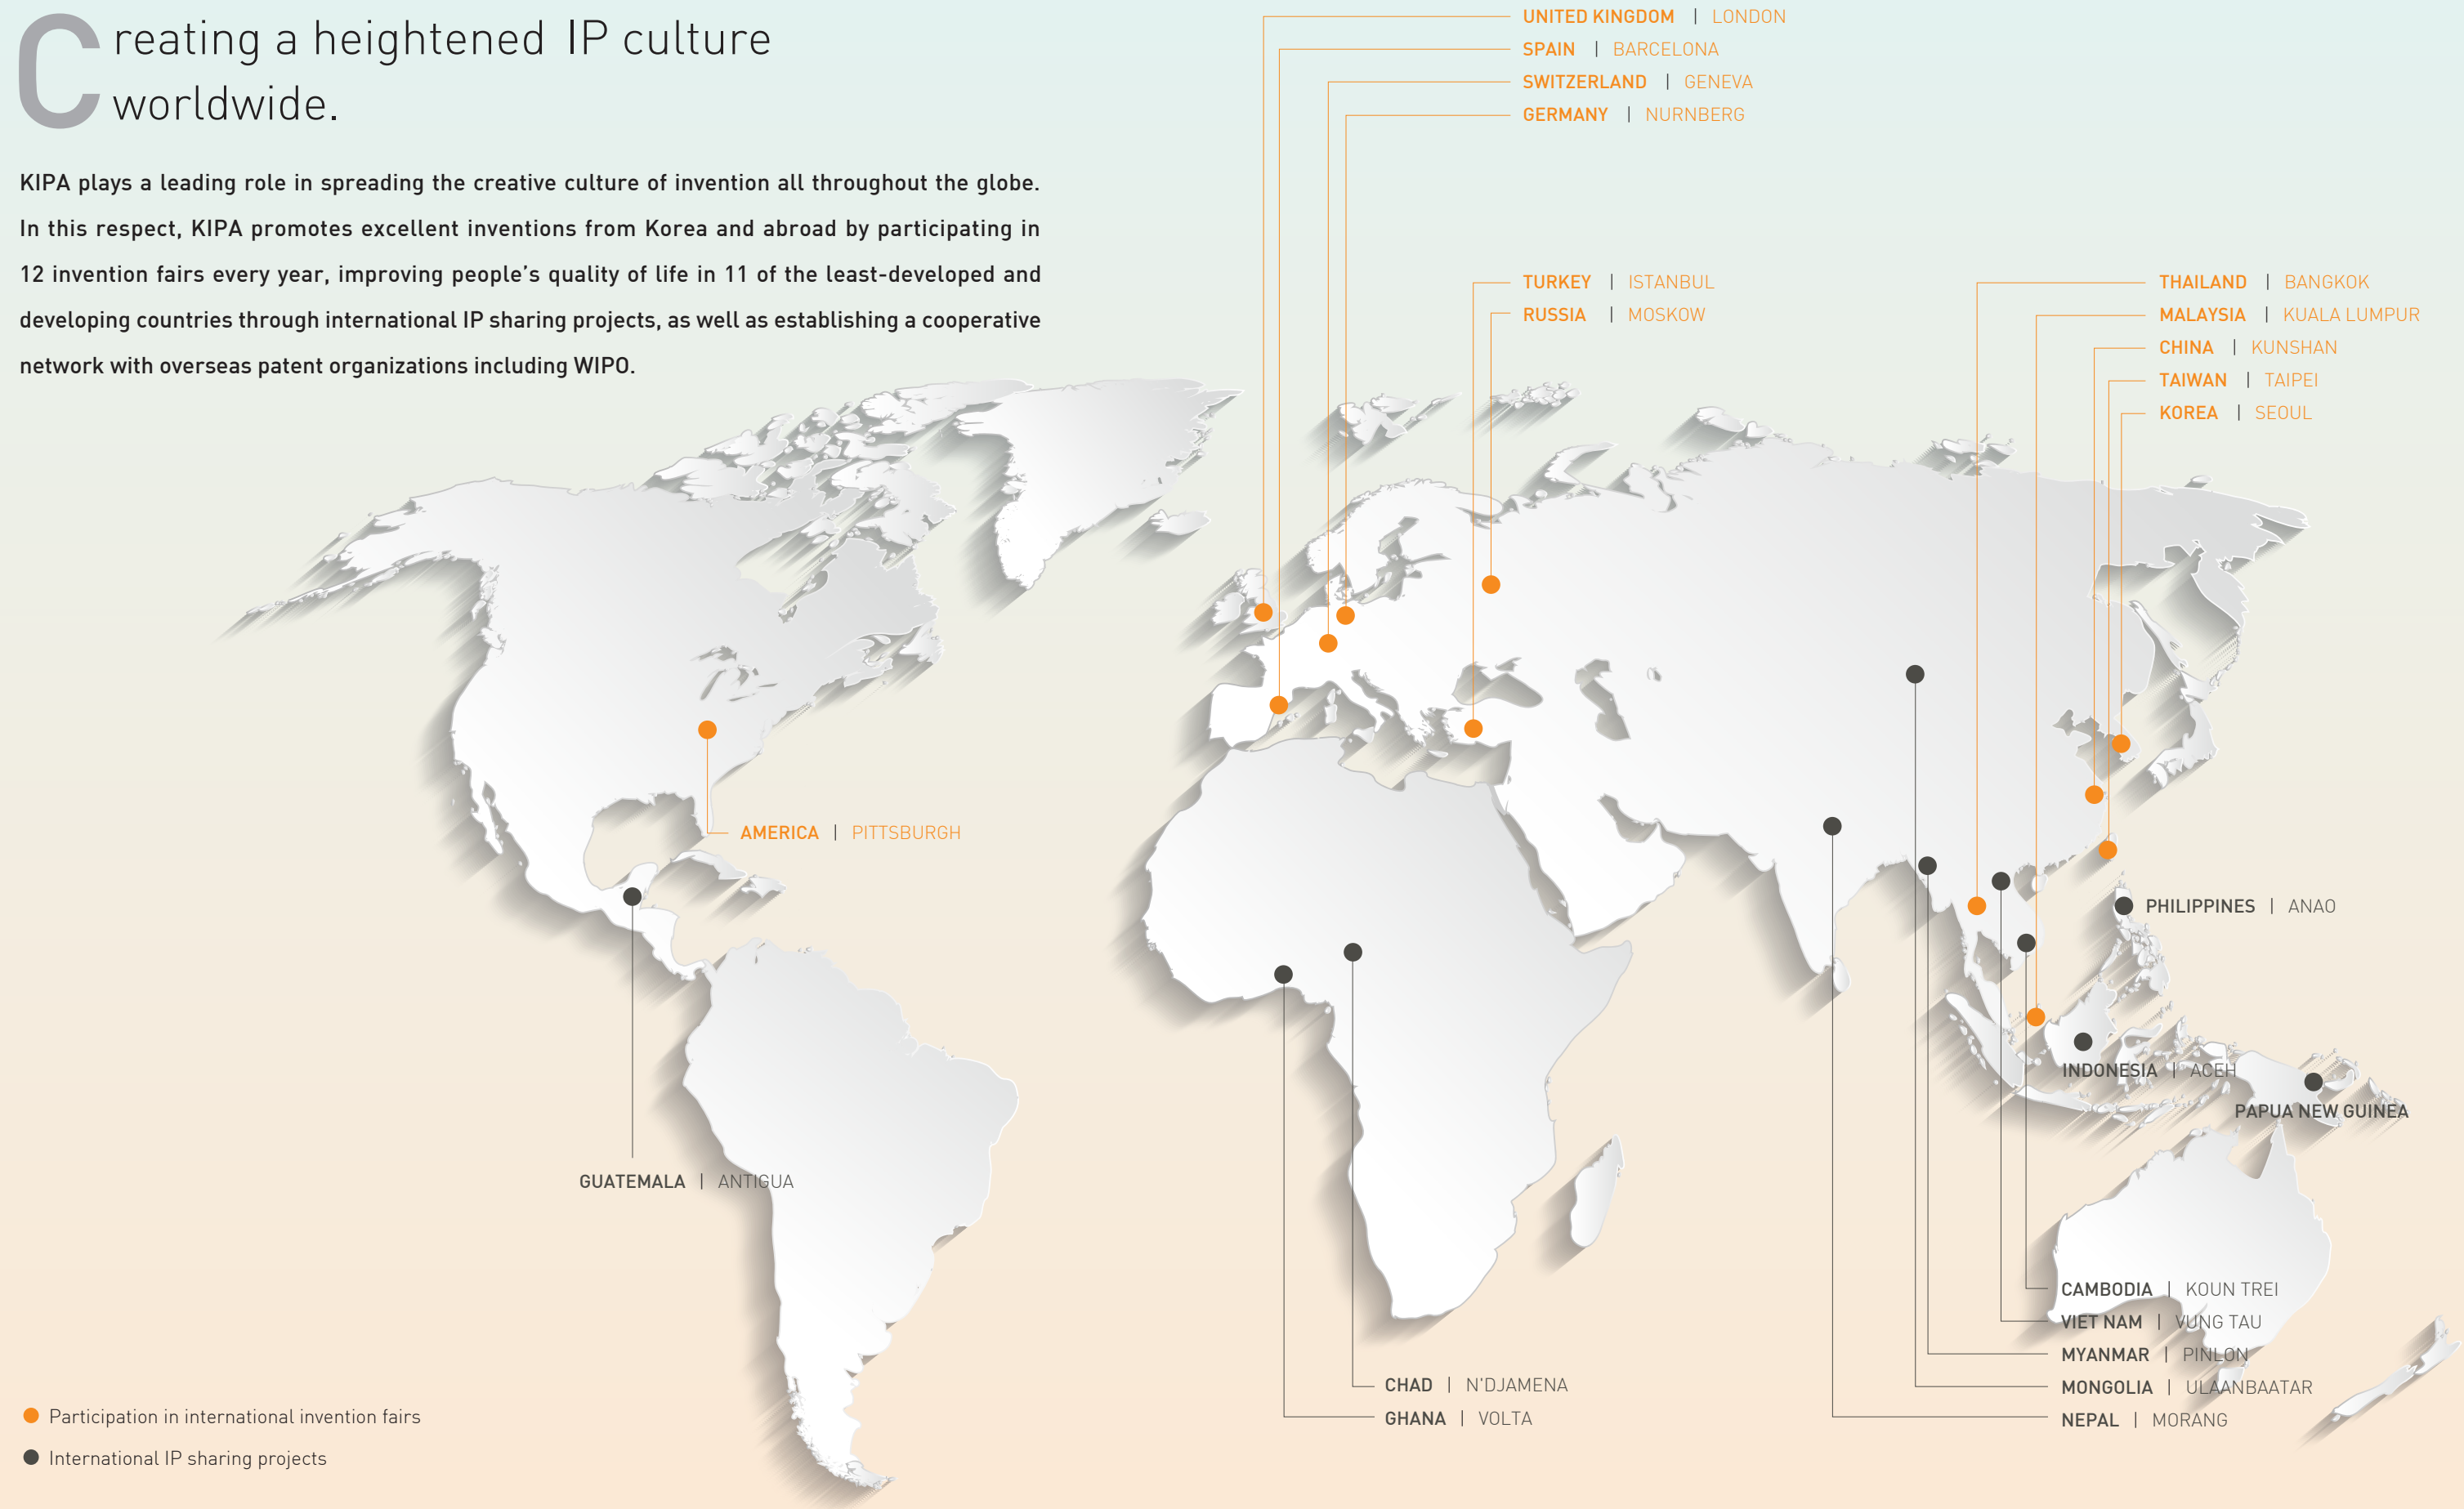 Creating a heightened IP culture
worldwide.
KIPA plays a leading role in spreading the creative culture of invention all throughout the globe.
In this respect, KIPA promotes excellent inventions from Korea and abroad by participating in
12 invention fairs every year, improving people's quality of life in 11 of the least-developed and
developing countries through international IP sharing projects, as well as establishing a cooperative
network with overseas patent organizations including WIPO.
UNITED KINGDOM | LONDON
SPAIN | BARCELONA
SWITZERLAND | GENEVA
GERMANY | NURNBERG
TURKEY | ISTANBUL
RUSSIA | MOSKOW
THAILAND | BANGKOK
MALAYSIA | KUALA LUMPUR
CHINA | KUNSHAN
TAIWAN | TAIPEI
KOREA | SEOUL
AMERICA | PITTSBURGH
PHILIPPINES | ANAO
INDONESIA | ACEH
PAPUA NEW GUINEA
GUATEMALA | ANTIGUA
CAMBODIA | KOUN TREI
VIET NAM | VUNG TAU
MYANMAR | PINLON
MONGOLIA | ULAANBAATAR
NEPAL | MORANG
CHAD | N'DJAMENA
GHANA | VOLTA
Participation in international invention fairs
International IP sharing projects